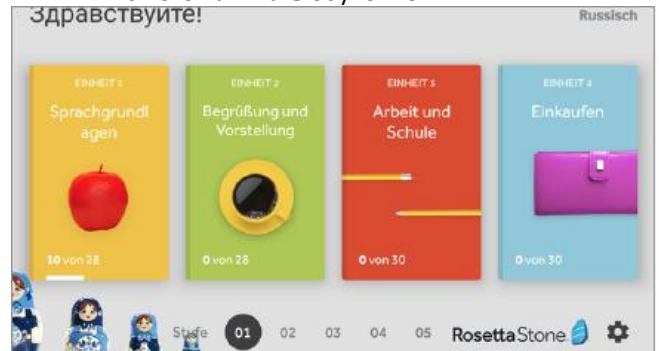 Здравствуйте!
Russisch
EINHEIT 1
Sprachgrundl
agen
10 von 28
EINHEIT 2
Begrüßung und
Vorstellung
0 von 28
EINHEIT 3
Arbeit und
Schule
0 von 30
EINHEIT 4
Einkaufen
0 von 30
Stufe 01 02 03 04 05 RosettaStone